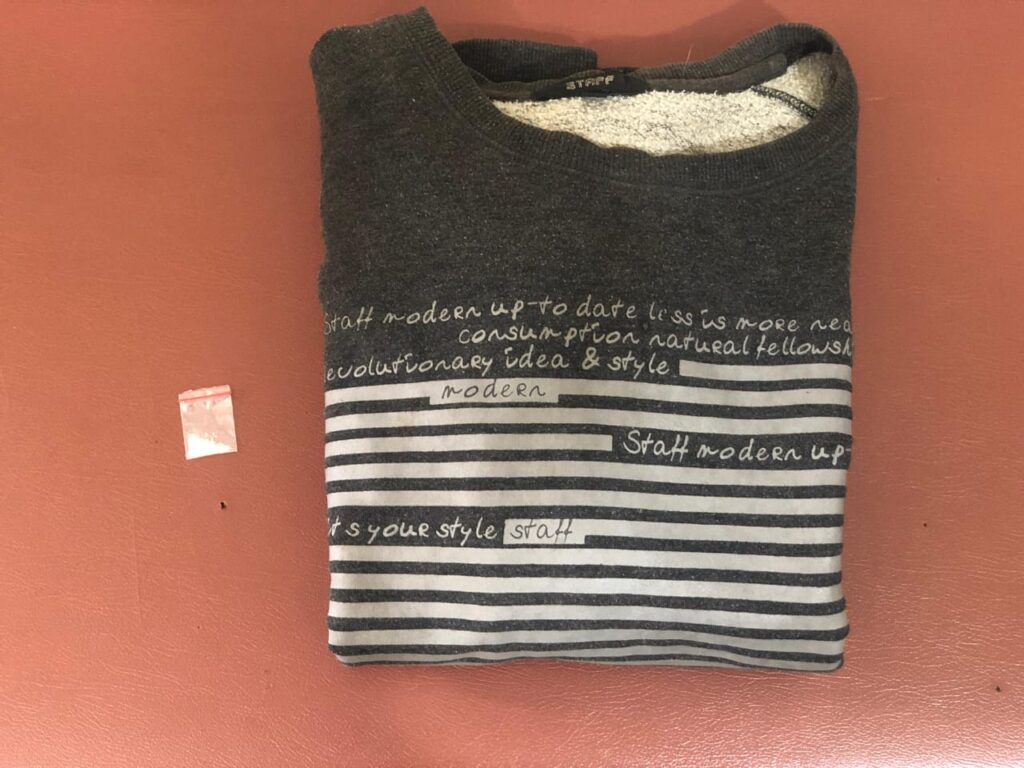 STAFF
Staff modern up-to date less is more nea
consumption natural fellowsh
evolutionary idea & style
modern
Staff modern up-
it's your style staff